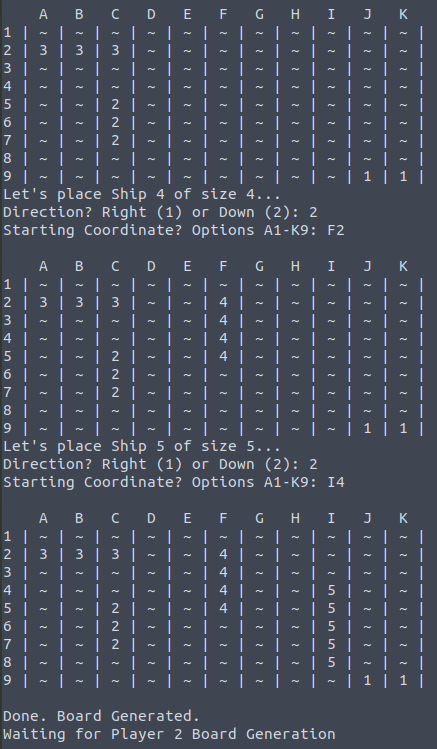 A   B   C   D   E   F   G   H   I   J   K
1 | ~ | ~ | ~ | ~ | ~ | ~ | ~ | ~ | ~ | ~ | ~ |
2 | 3 | 3 | 3 | ~ | ~ | ~ | ~ | ~ | ~ | ~ | ~ |
3 | ~ | ~ | ~ | ~ | ~ | ~ | ~ | ~ | ~ | ~ | ~ |
4 | ~ | ~ | ~ | ~ | ~ | ~ | ~ | ~ | ~ | ~ | ~ |
5 | ~ | ~ | 2 | ~ | ~ | ~ | ~ | ~ | ~ | ~ | ~ |
6 | ~ | ~ | 2 | ~ | ~ | ~ | ~ | ~ | ~ | ~ | ~ |
7 | ~ | ~ | 2 | ~ | ~ | ~ | ~ | ~ | ~ | ~ | ~ |
8 | ~ | ~ | ~ | ~ | ~ | ~ | ~ | ~ | ~ | ~ | ~ |
9 | ~ | ~ | ~ | ~ | ~ | ~ | ~ | ~ | ~ | 1 | 1 |
Let's place Ship 4 of size 4...
Direction? Right (1) or Down (2): 2
Starting Coordinate? Options A1-K9: F2
    A   B   C   D   E   F   G   H   I   J   K
1 | ~ | ~ | ~ | ~ | ~ | ~ | ~ | ~ | ~ | ~ | ~ |
2 | 3 | 3 | 3 | ~ | ~ | 4 | ~ | ~ | ~ | ~ | ~ |
3 | ~ | ~ | ~ | ~ | ~ | 4 | ~ | ~ | ~ | ~ | ~ |
4 | ~ | ~ | ~ | ~ | ~ | 4 | ~ | ~ | ~ | ~ | ~ |
5 | ~ | ~ | 2 | ~ | ~ | 4 | ~ | ~ | ~ | ~ | ~ |
6 | ~ | ~ | 2 | ~ | ~ | ~ | ~ | ~ | ~ | ~ | ~ |
7 | ~ | ~ | 2 | ~ | ~ | ~ | ~ | ~ | ~ | ~ | ~ |
8 | ~ | ~ | ~ | ~ | ~ | ~ | ~ | ~ | ~ | ~ | ~ |
9 | ~ | ~ | ~ | ~ | ~ | ~ | ~ | ~ | ~ | 1 | 1 |
Let's place Ship 5 of size 5...
Direction? Right (1) or Down (2): 2
Starting Coordinate? Options A1-K9: I4
    A   B   C   D   E   F   G   H   I   J   K
1 | ~ | ~ | ~ | ~ | ~ | ~ | ~ | ~ | ~ | ~ | ~ |
2 | 3 | 3 | 3 | ~ | ~ | 4 | ~ | ~ | ~ | ~ | ~ |
3 | ~ | ~ | ~ | ~ | ~ | 4 | ~ | ~ | ~ | ~ | ~ |
4 | ~ | ~ | ~ | ~ | ~ | 4 | ~ | ~ | 5 | ~ | ~ |
5 | ~ | ~ | 2 | ~ | ~ | 4 | ~ | ~ | 5 | ~ | ~ |
6 | ~ | ~ | 2 | ~ | ~ | ~ | ~ | ~ | 5 | ~ | ~ |
7 | ~ | ~ | 2 | ~ | ~ | ~ | ~ | ~ | 5 | ~ | ~ |
8 | ~ | ~ | ~ | ~ | ~ | ~ | ~ | ~ | 5 | ~ | ~ |
9 | ~ | ~ | ~ | ~ | ~ | ~ | ~ | ~ | ~ | 1 | 1 |
Done. Board Generated.
Waiting for Player 2 Board Generation